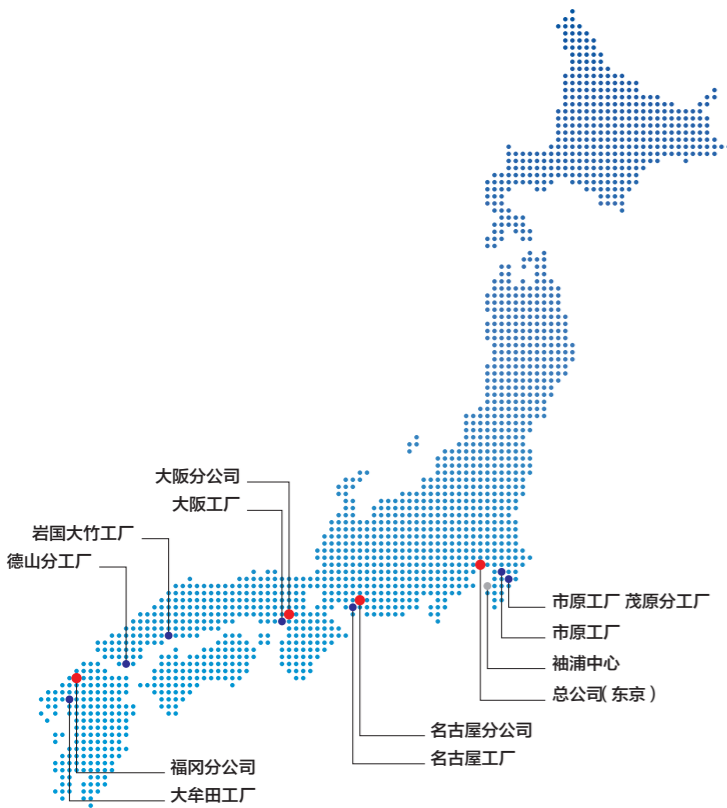 大阪分公司
大阪工厂
岩国大竹工厂
德山分工厂
市原工厂 茂原分工厂
市原工厂
袖浦中心
总公司（东京）
名古屋分公司
名古屋工厂
福冈分公司
大牟田工厂